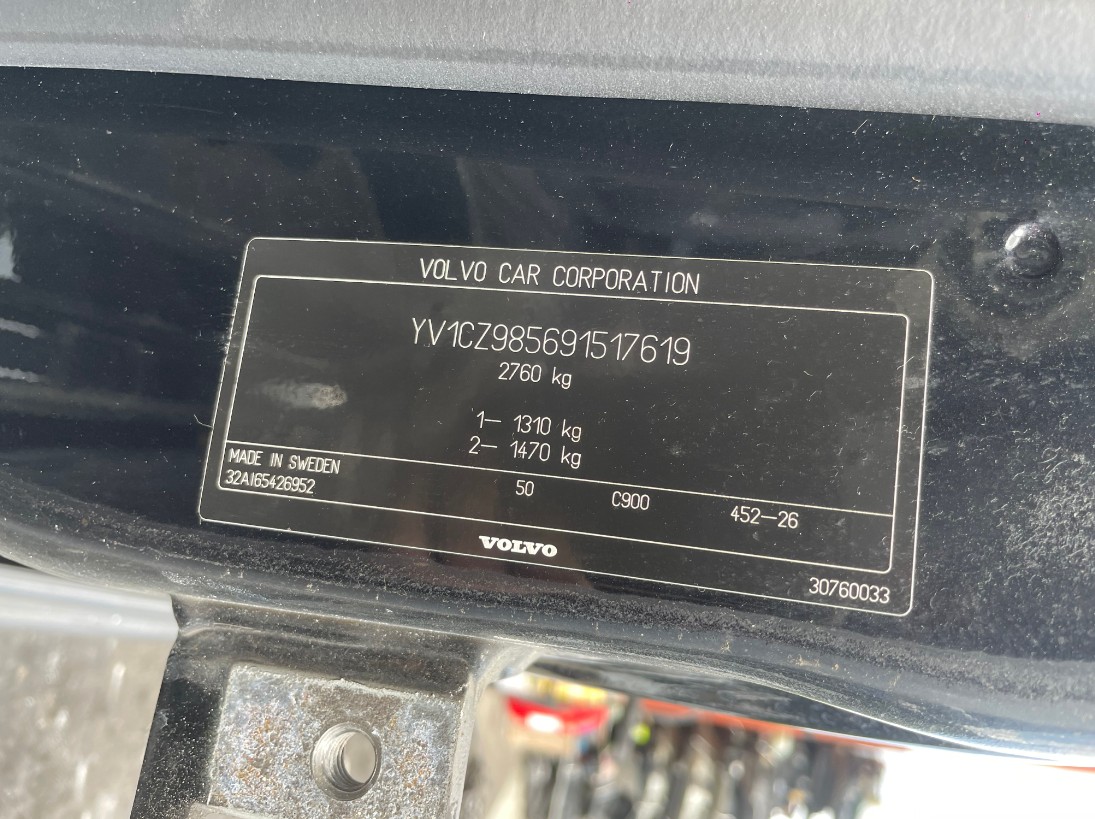 VOLVO CAR CORPORATION
YV1CZ985691517619
2760 kg
1– 1310 kg
2– 1470 kg
MADE IN SWEDEN
32AI65426952
50 C900 452–26
VOLVO
30760033